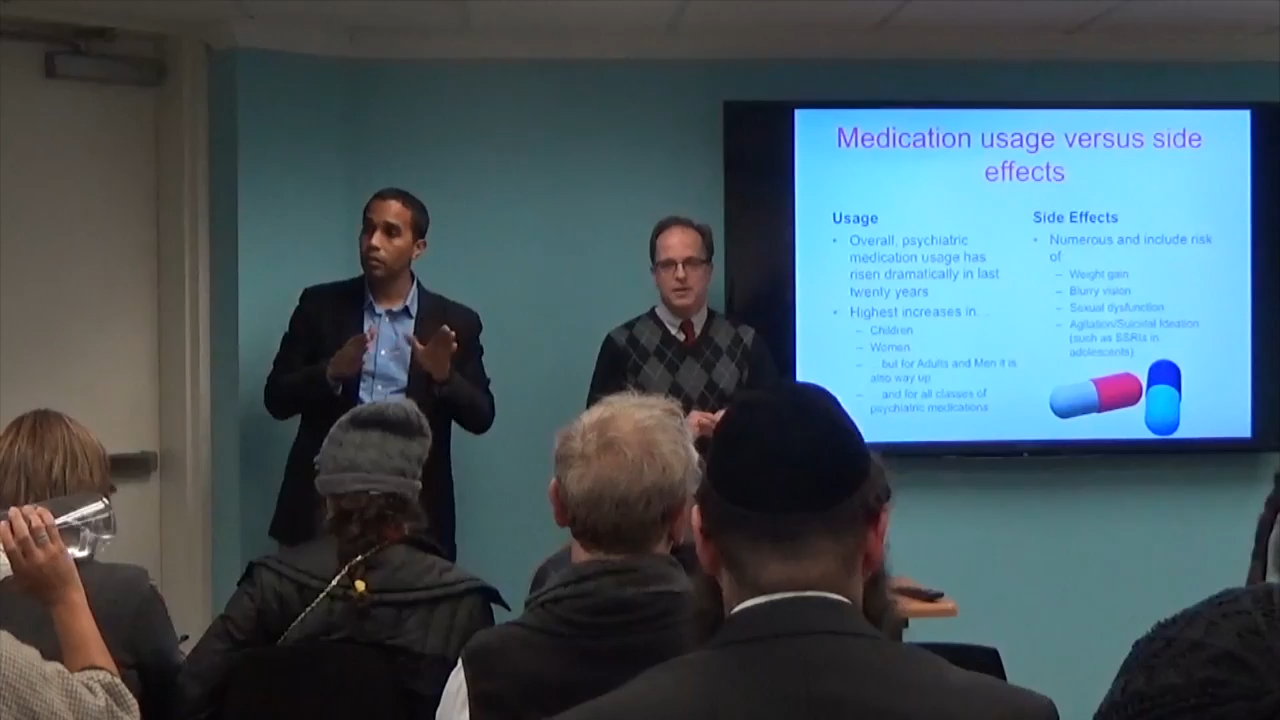 Medication usage versus side
effects
Usage
• Overall, psychiatric
medication usage has
risen dramatically in last
twenty years
• Highest increases in...
– Children
– Women
– ...but for Adults and Men it is
also way up
– ...and for all classes of
psychiatric medications
Side Effects
• Numerous and include risk
of
– Weight gain
– Blurry vision
– Sexual dysfunction
– Agitation/Suicidal Ideation
(such as SSRIs in
adolescents)